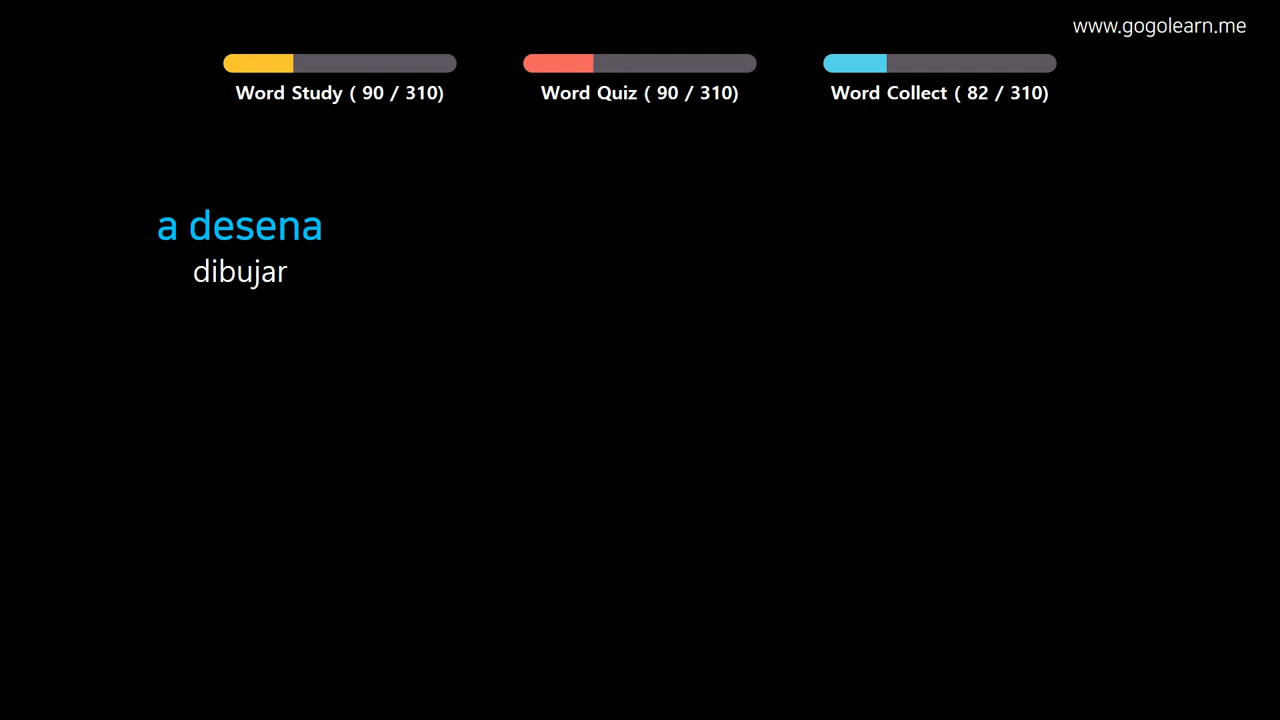 www.gogolearn.me
Word Study ( 90 / 310)
Word Quiz ( 90 / 310)
Word Collect ( 82 / 310)
a desena
dibujar